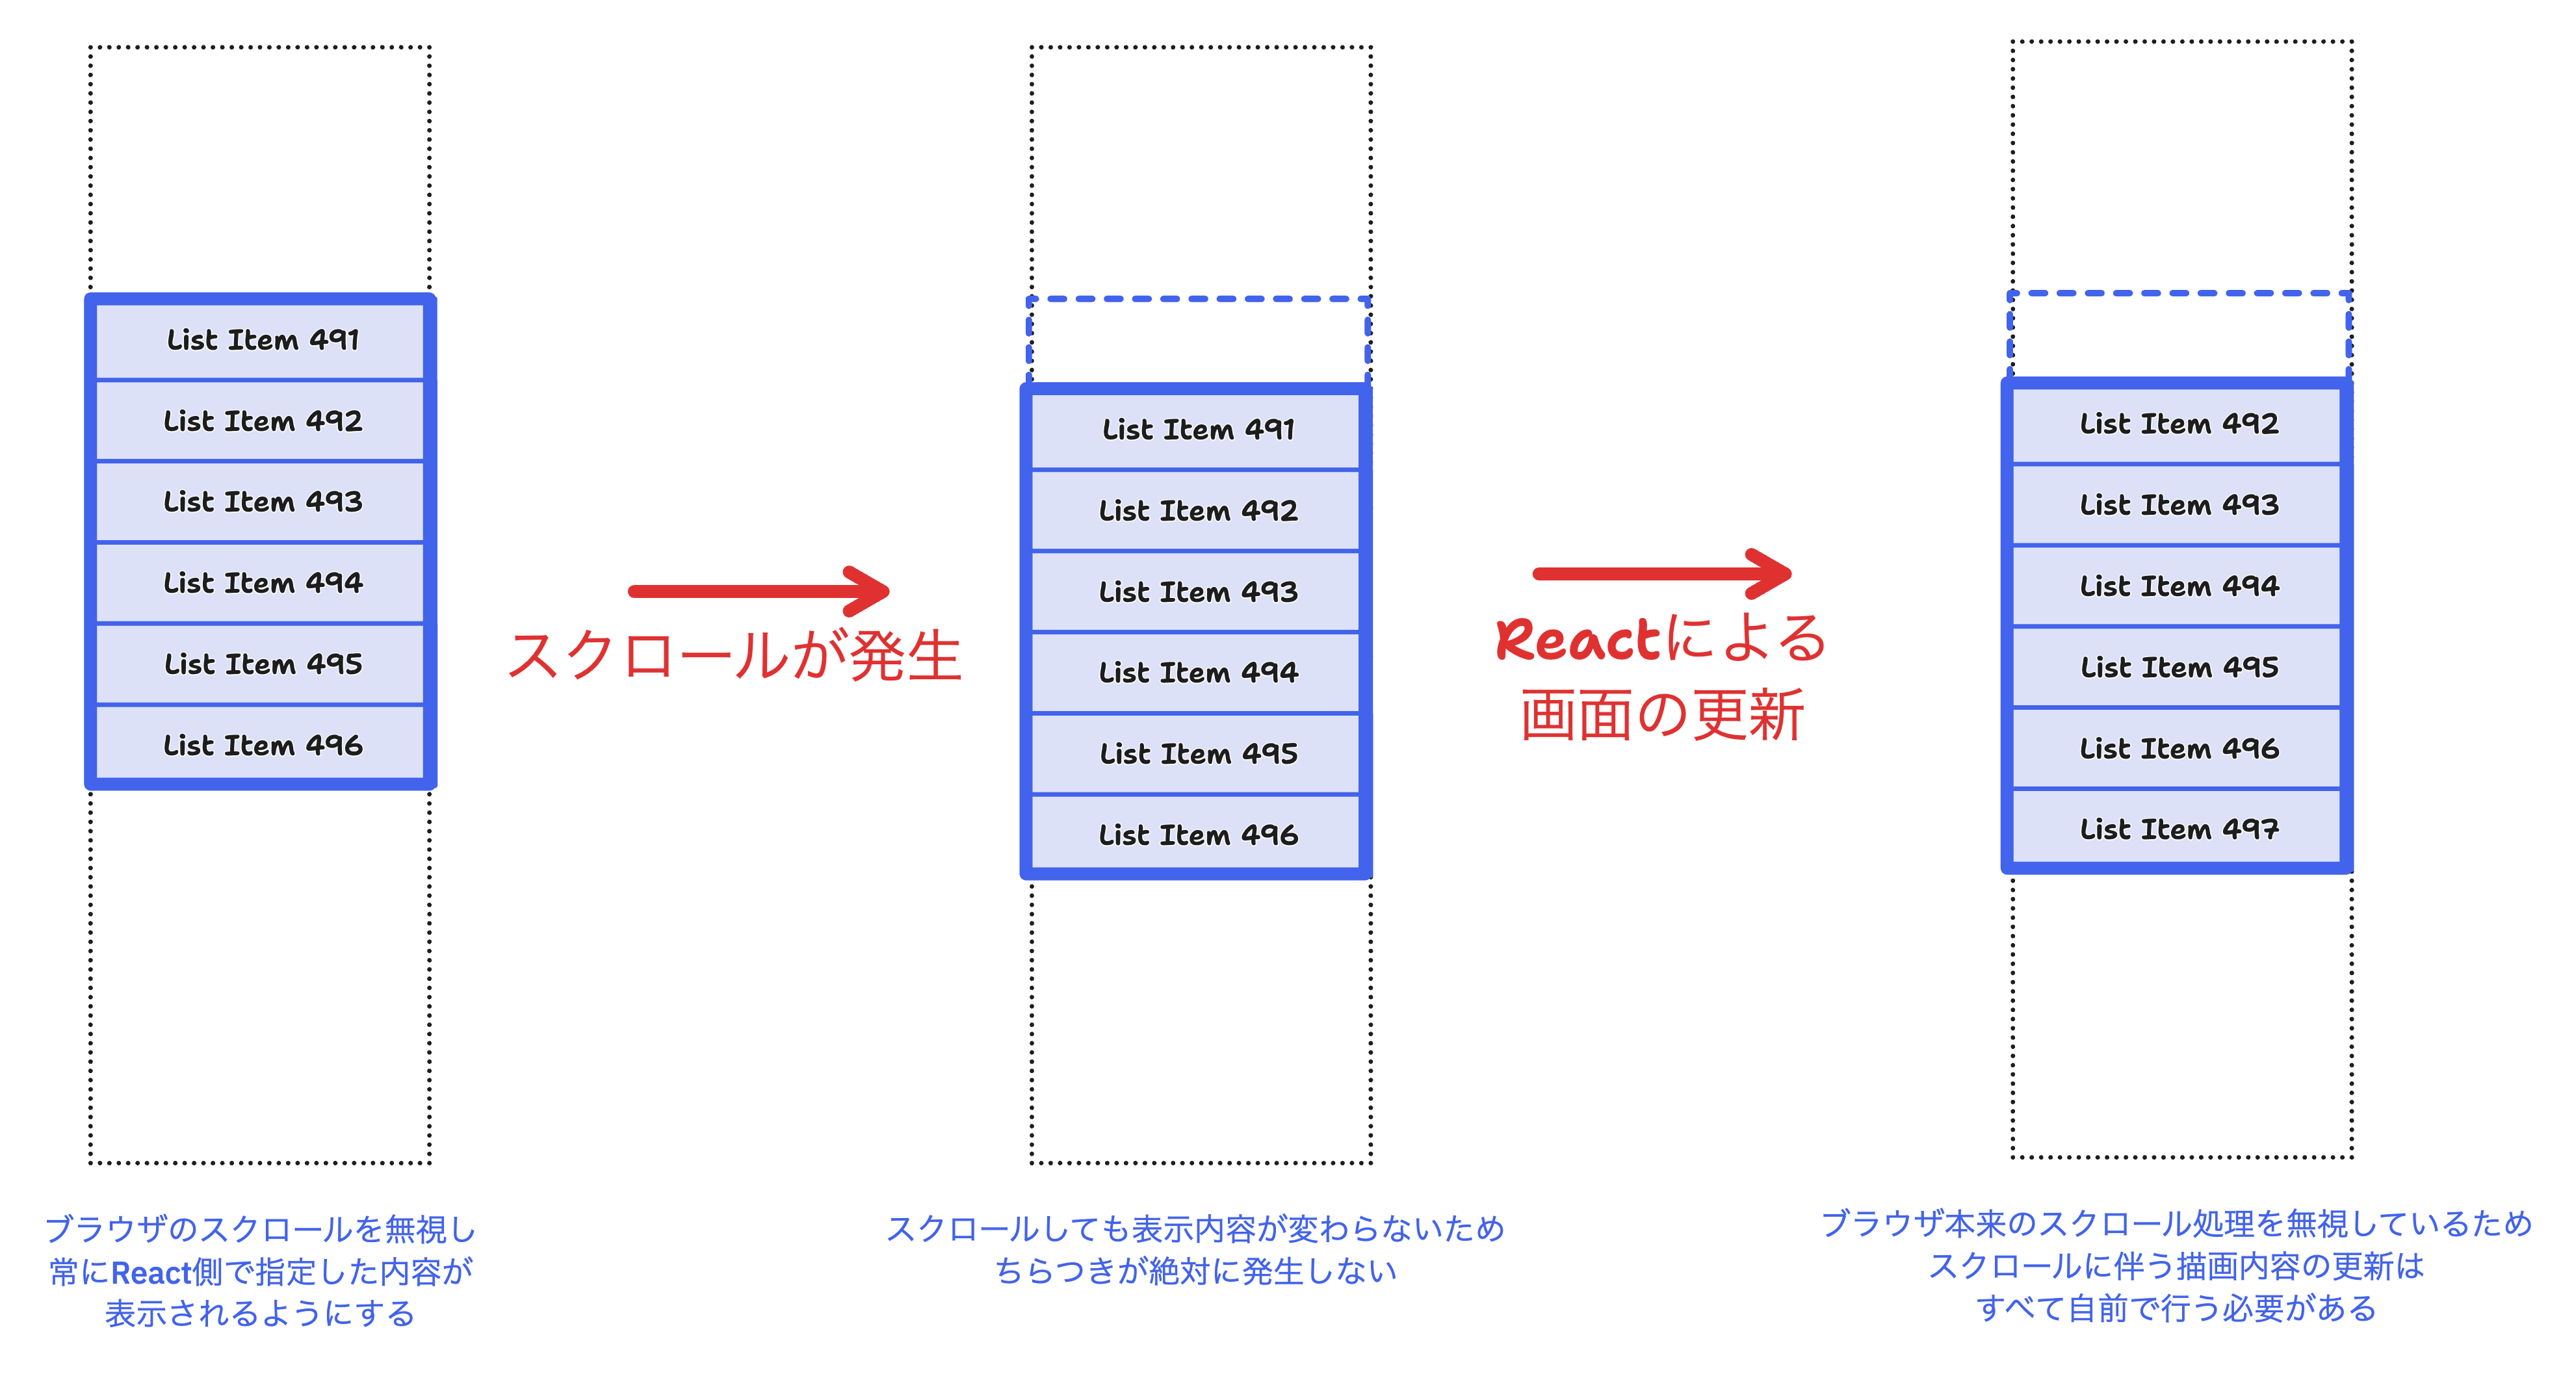 List Item 491
List Item 492
List Item 493
List Item 494
List Item 495
List Item 496
ブラウザのスクロールを無視し
常にReact側で指定した内容が
表示されるようにする
スクロールが発生
List Item 491
List Item 492
List Item 493
List Item 494
List Item 495
List Item 496
スクロールしても表示内容が変わらないため
ちらつきが絶対に発生しない
Reactによる
画面の更新
List Item 492
List Item 493
List Item 494
List Item 495
List Item 496
List Item 497
ブラウザ本来のスクロール処理を無視しているため
スクロールに伴う描画内容の更新は
すべて自前で行う必要がある